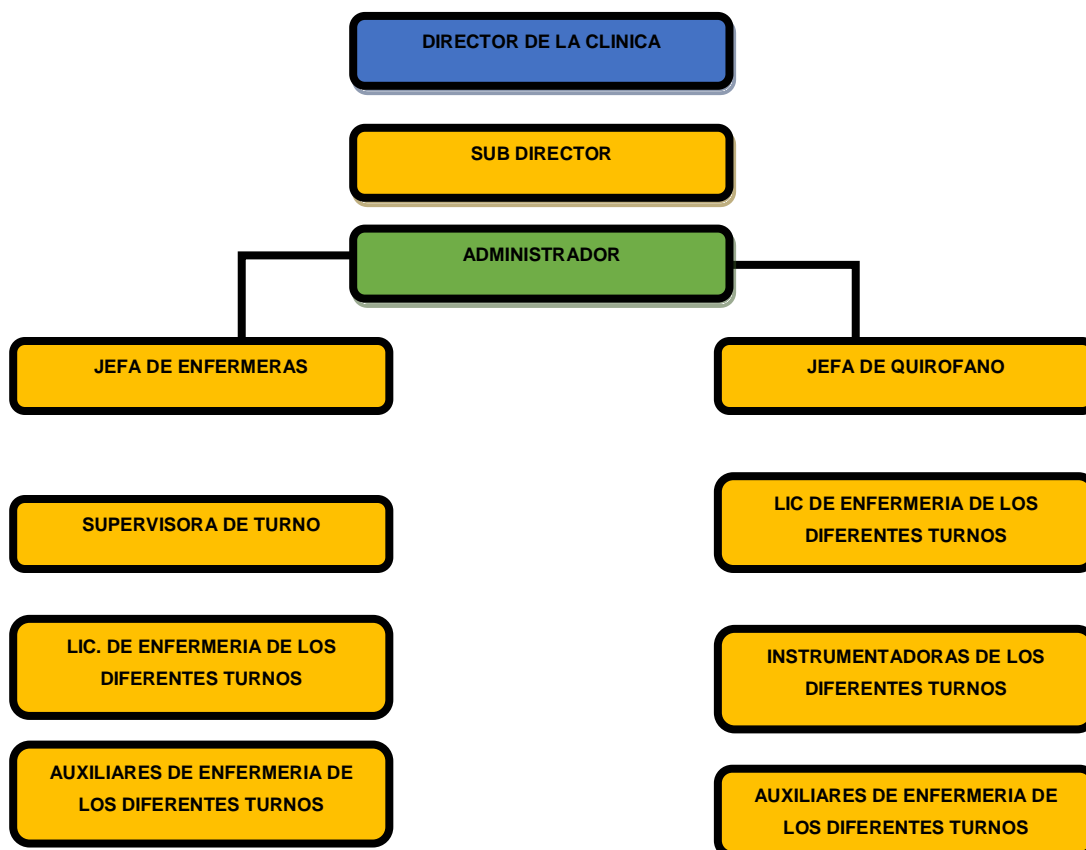 DIRECTOR DE LA CLINICA
SUB DIRECTOR
ADMINISTRADOR
JEFA DE ENFERMERAS
JEFA DE QUIROFANO
SUPERVISORA DE TURNO
LIC DE ENFERMERIA DE LOS
DIFERENTES TURNOS
LIC. DE ENFERMERIA DE LOS
DIFERENTES TURNOS
INSTRUMENTADORAS DE LOS
DIFERENTES TURNOS
AUXILIARES DE ENFERMERIA DE
LOS DIFERENTES TURNOS
AUXILIARES DE ENFERMERIA DE
LOS DIFERENTES TURNOS